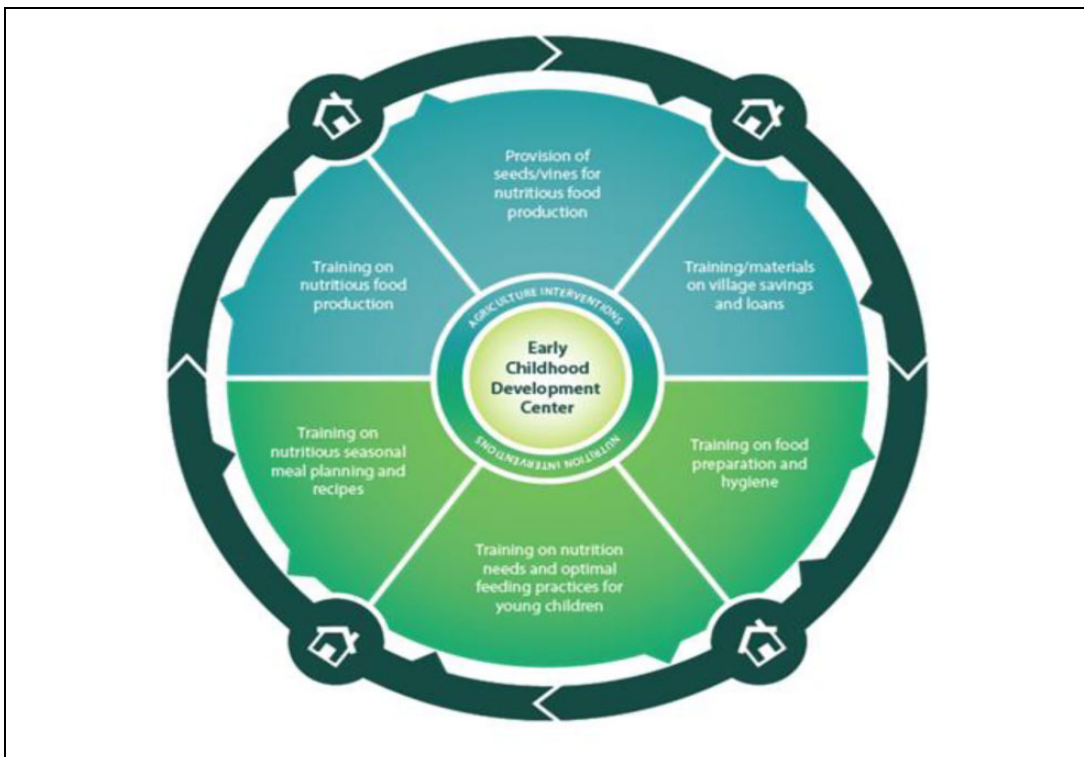 Provision of
seeds/vines for
nutritious food
production
Training on
nutritious food
production
Training/materials
on village savings
and loans
AGRICULTURE INTERVENTIONS
Early
Childhood
Development
Center
NUTRITION INTERVENTIONS
Training on
nutritious seasonal
meal planning and
recipes
Training on food
preparation and
hygiene
Training on nutrition
needs and optimal
feeding practices for
young children